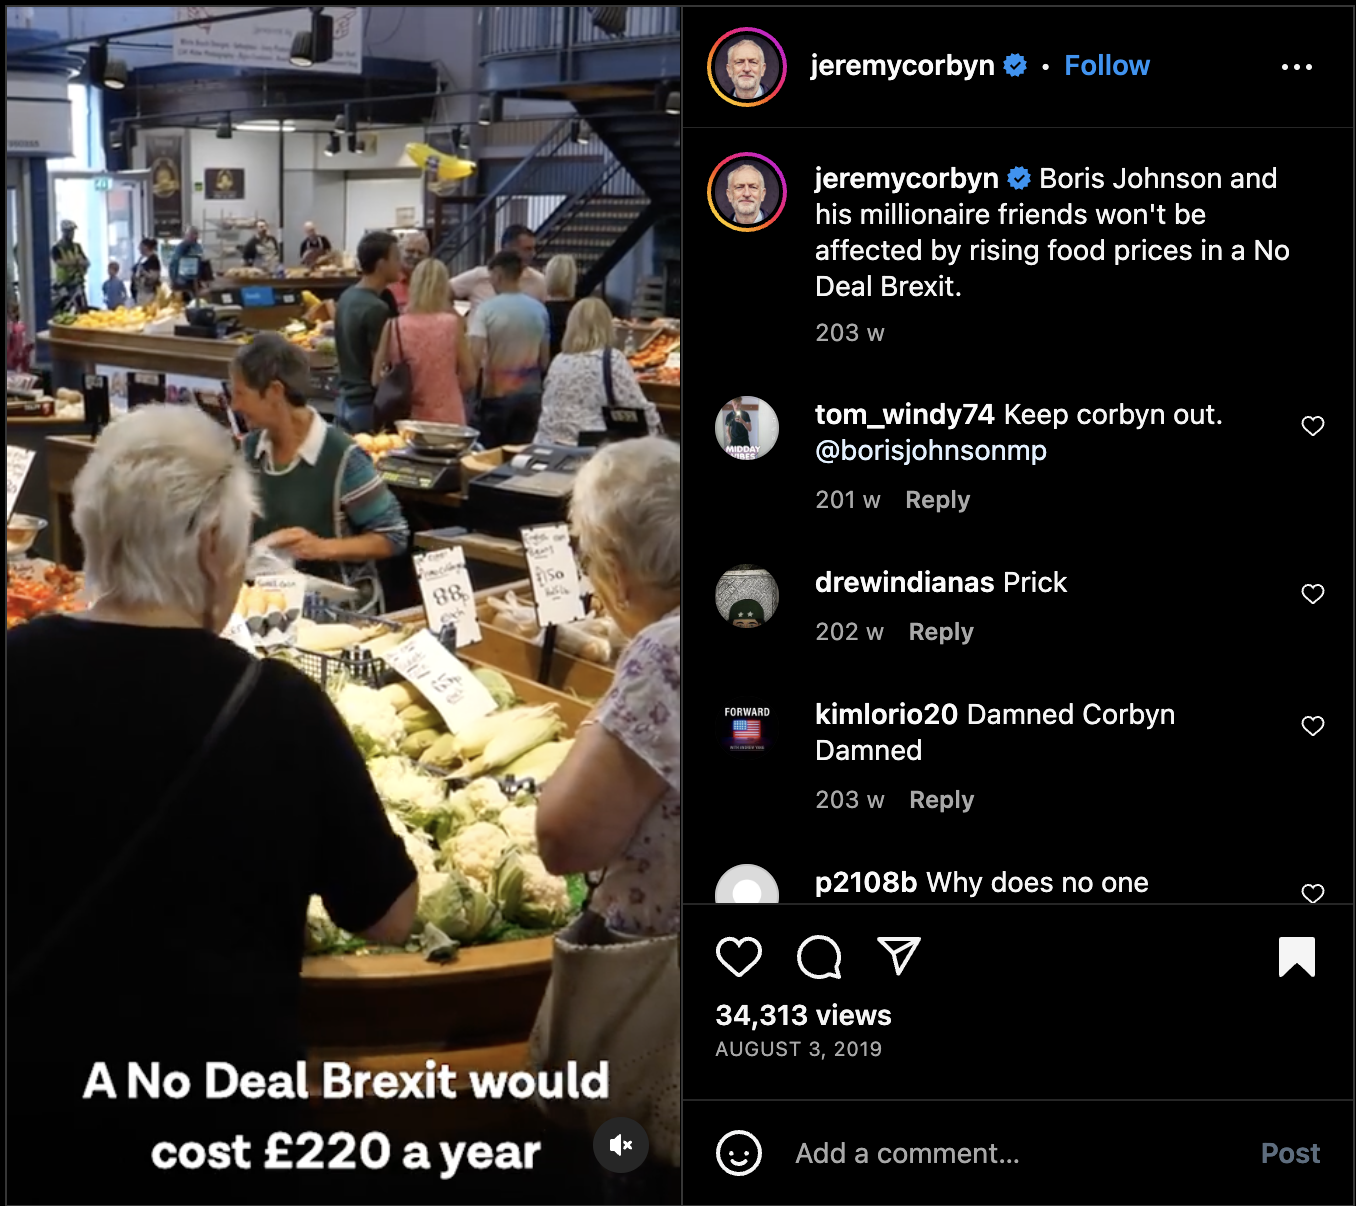 jeremycorbyn • Follow
jeremycorbyn Boris Johnson and
his millionaire friends won't be
affected by rising food prices in a No
Deal Brexit.
203 w
tom_windy74 Keep corbyn out.
@borisjohnsonmp
201 w Reply
MIDDAY
VIBES
drewindianas Prick
202 w Reply
FORWARD
kimlorio20 Damned Corbyn
Damned
203 w Reply
p2108b Why does no one
34,313 views
AUGUST 3, 2019
Add a comment...
Post
88p
each
£1.50
A No Deal Brexit would
cost £220 a year